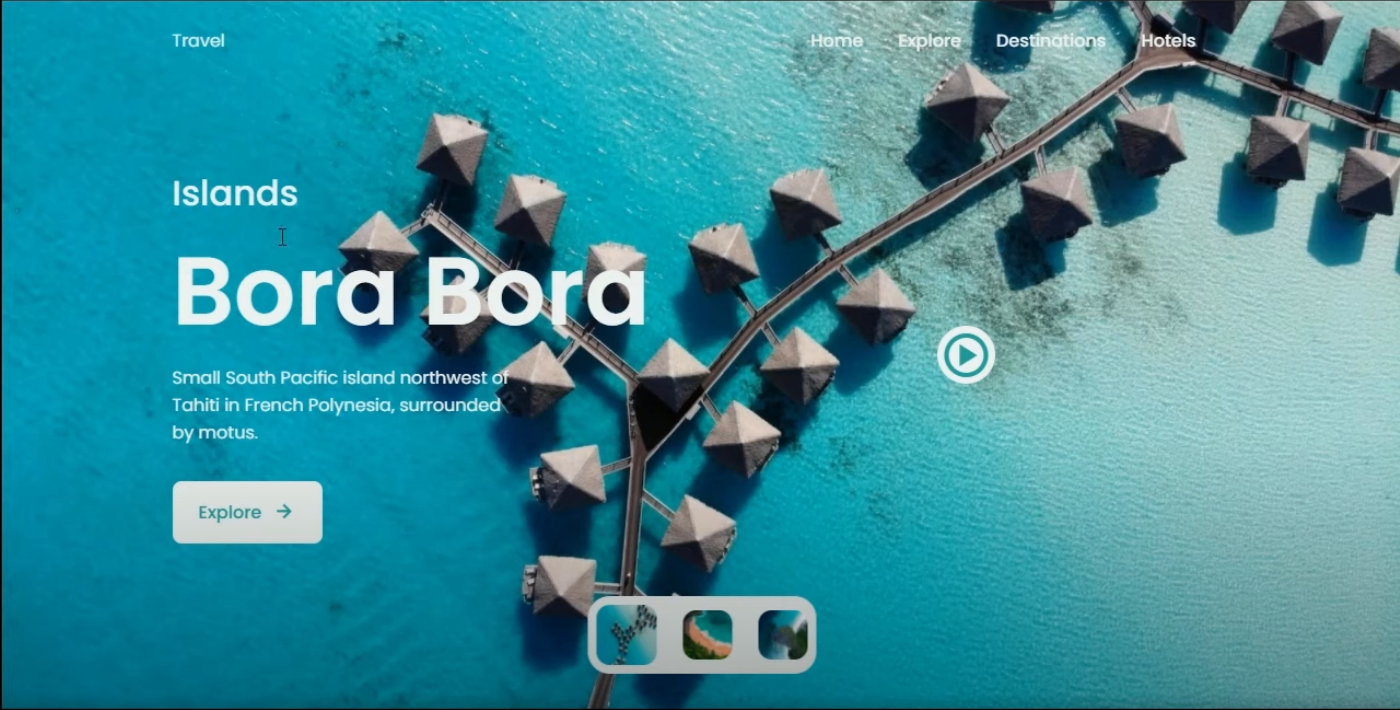 Travel
Home Explore Destinations Hotels
Islands
Bora Bora
Small South Pacific island northwest of
Tahiti in French Polynesia, surrounded
by motus.
Explore